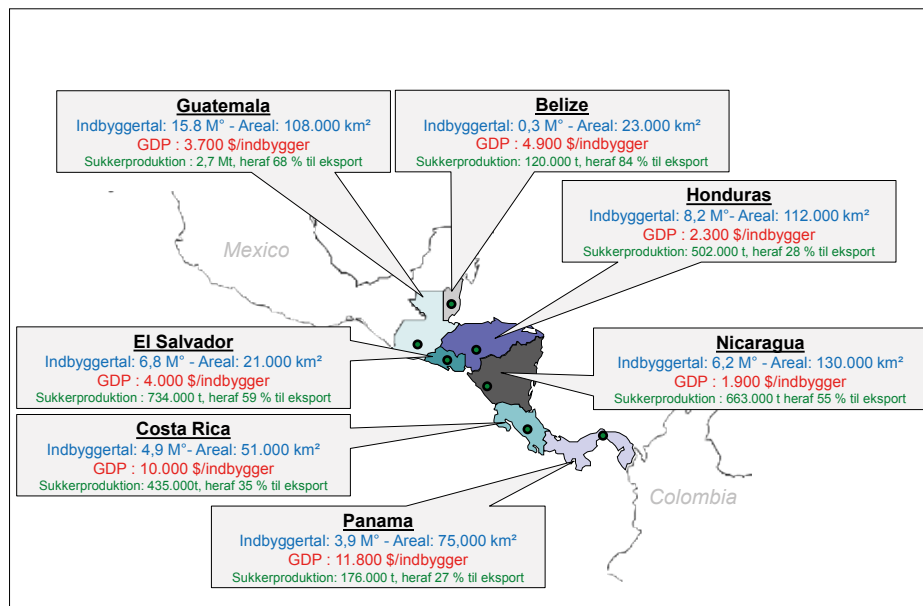 Guatemala
Indbyggertal: 15.8 M° - Areal: 108.000 km²
GDP : 3.700 $/indbygger
Sukkerproduktion : 2,7 Mt, heraf 68 % til eksport
Belize
Indbyggertal: 0,3 M° - Areal: 23.000 km²
GDP : 4.900 $/indbygger
Sukkerproduktion: 120.000 t, heraf 84 % til eksport
Honduras
Indbyggertal: 8,2 M°- Areal: 112.000 km²
GDP : 2.300 $/indbygger
Sukkerproduktion: 502.000 t, heraf 28 % til eksport
Mexico
El Salvador
Indbyggertal: 6,8 M° - Areal: 21.000 km²
GDP : 4.000 $/indbygger
Sukkerproduktion : 734.000 t, heraf 59 % til eksport
Nicaragua
Indbyggertal: 6,2 M° - Areal: 130.000 km²
GDP : 1.900 $/indbygger
Sukkerproduktion : 663.000 t heraf 55 % til eksport
Costa Rica
Indbyggertal: 4,9 M°- Areal: 51.000 km²
GDP : 10.000 $/indbygger
Sukkerproduktion: 435.000t, heraf 35 % til eksport
Colombia
Panama
Indbyggertal: 3,9 M° - Areal: 75,000 km²
GDP : 11.800 $/indbygger
Sukkerproduktion: 176.000 t, heraf 27 % til eksport